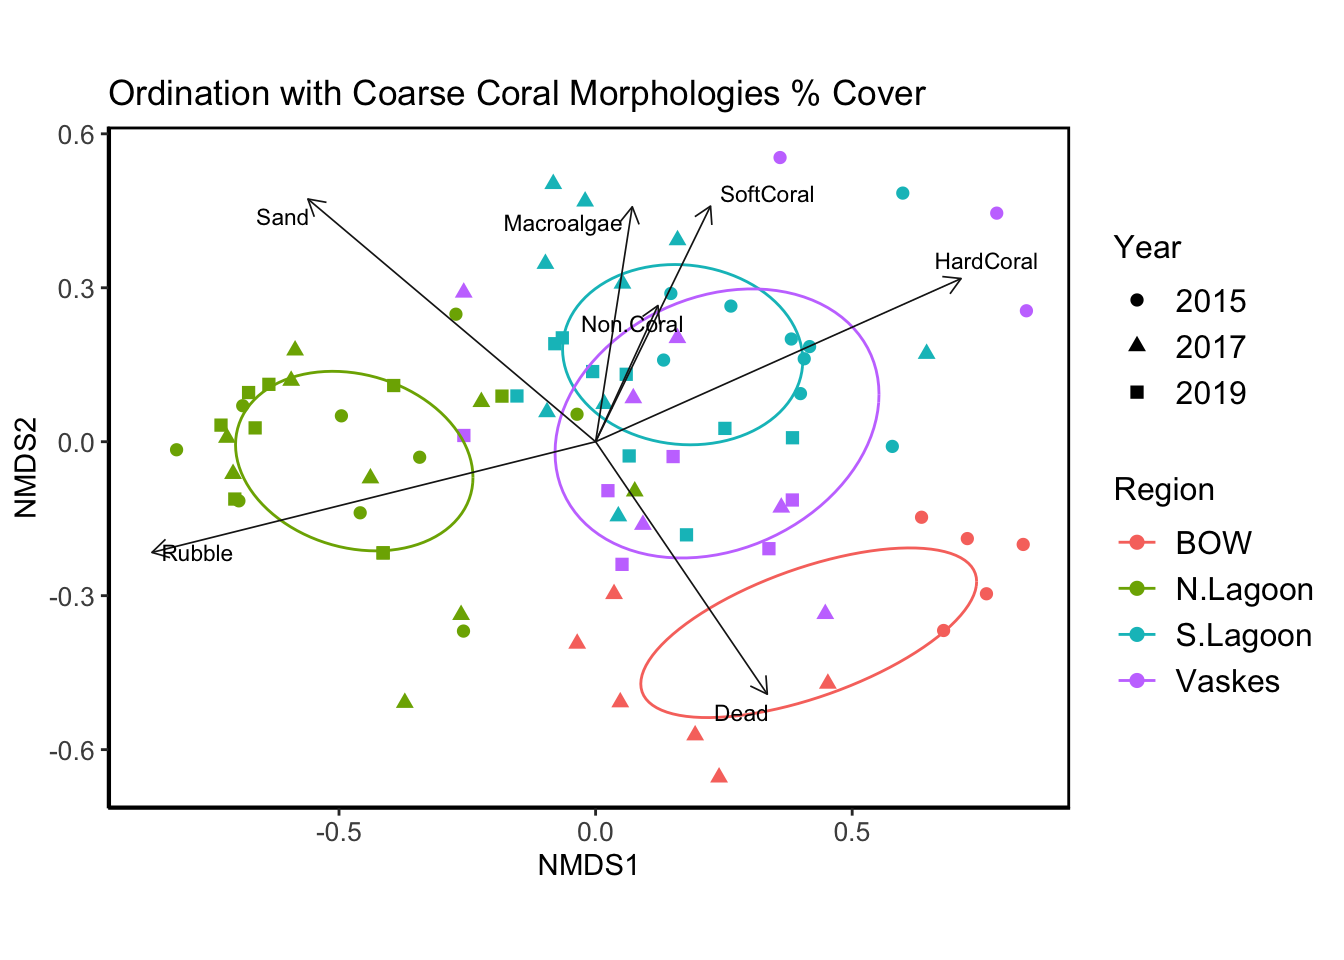 Ordination with Coarse Coral Morphologies % Cover
0.6
0.3
0.0
-0.3
-0.6
NMDS2
Sand
Macroalgae
SoftCoral
HardCoral
Non.Coral
Rubble
Dead
-0.5
0.0
0.5
NMDS1
Year
2015
2017
2019
Region
BOW
N.Lagoon
S.Lagoon
Vaskes